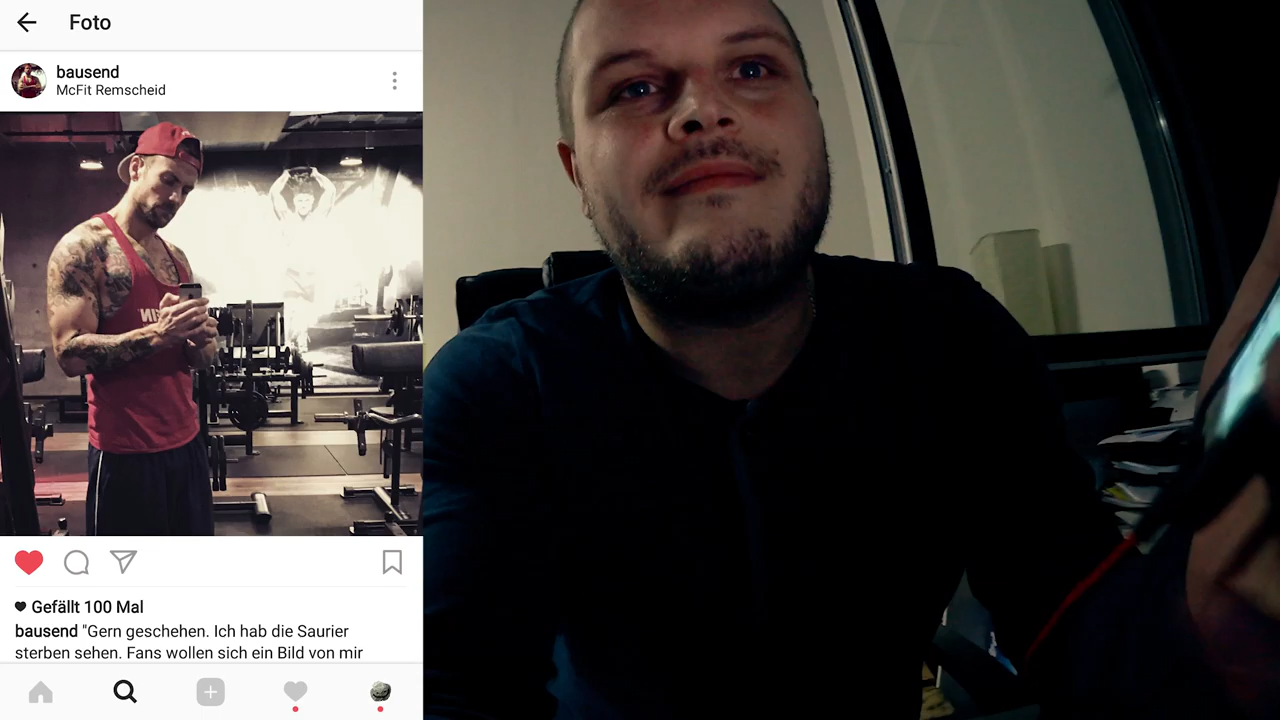 Foto
bausend
McFit Remscheid
Gefällt 100 Mal
bausend "Gern geschehen. Ich hab die Saurier
sterben sehen. Fans wollen sich ein Bild von mir